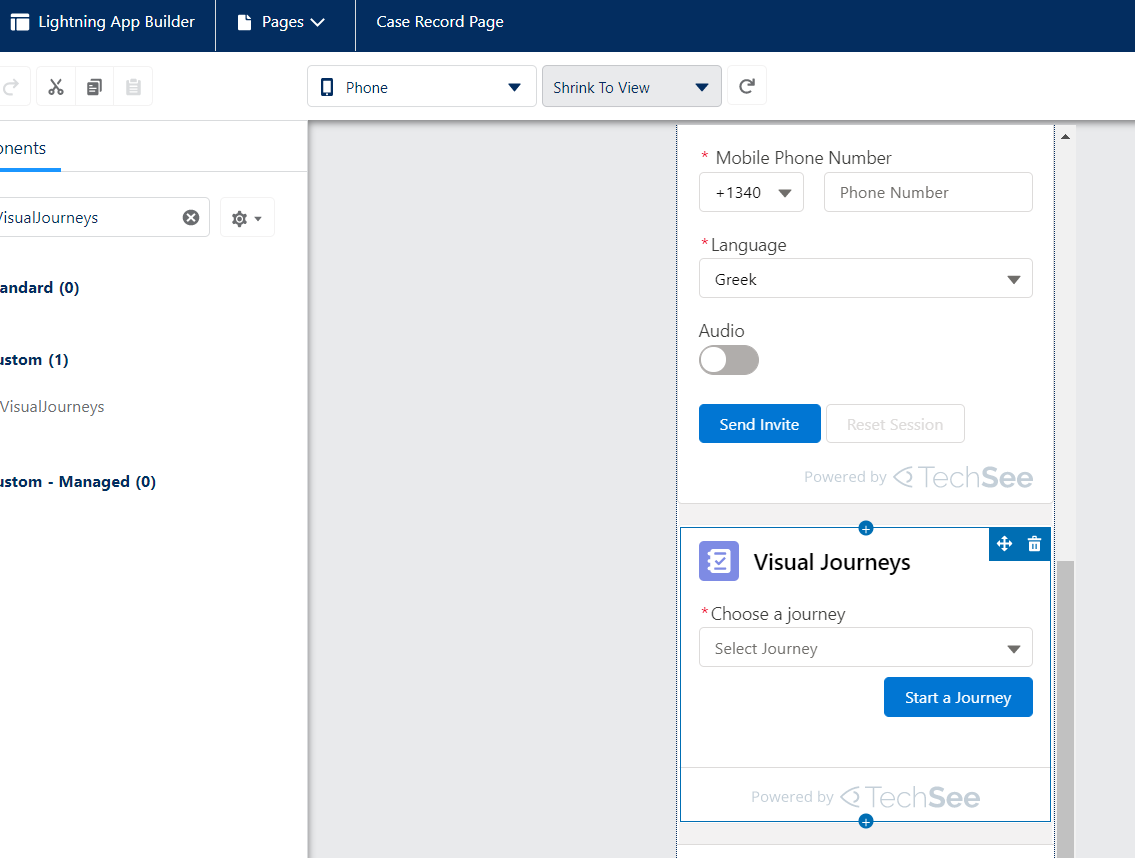 Lightning App Builder
Pages
Case Record Page
Phone
Shrink To View
onents
VisualJourneys
andard (0)
ustom (1)
VisualJourneys
ustom - Managed (0)
* Mobile Phone Number
+1340
Phone Number
*Language
Greek
Audio
Send Invite
Reset Session
Powered by TechSee
Visual Journeys
*Choose a journey
Select Journey
Start a Journey
Powered by TechSee